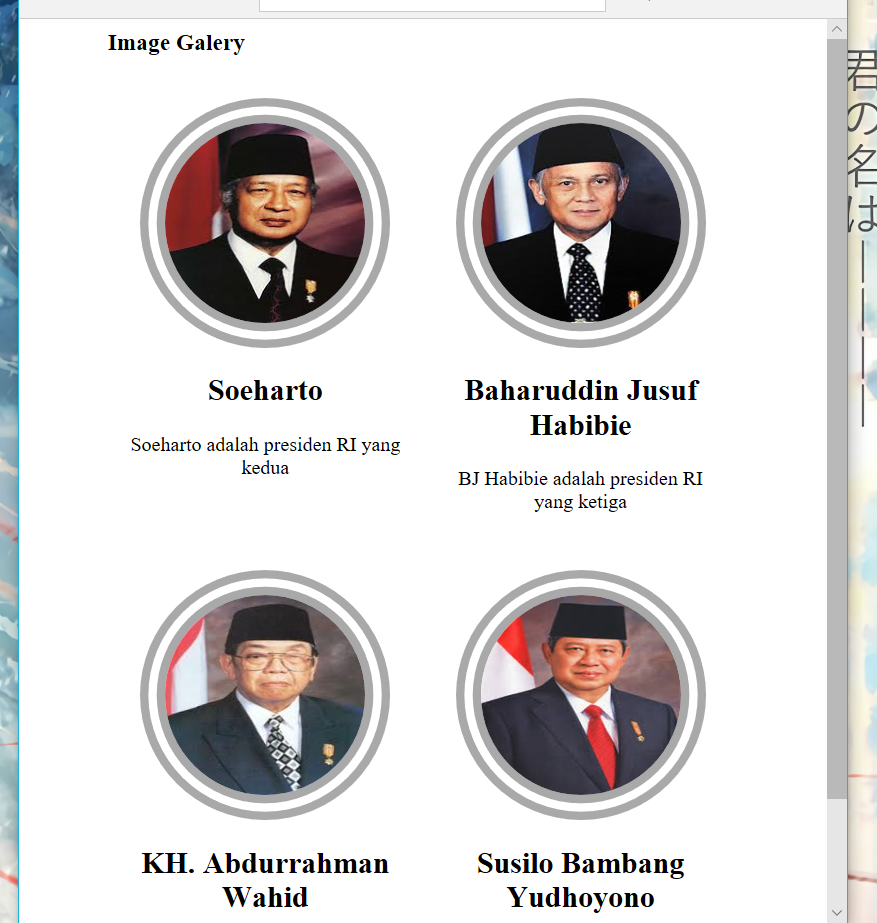 Image Galery
Soeharto
Soeharto adalah presiden RI yang
kedua
Baharuddin Jusuf
Habibie
BJ Habibie adalah presiden RI
yang ketiga
KH. Abdurrahman
Wahid
Susilo Bambang
Yudhoyono
君の名は